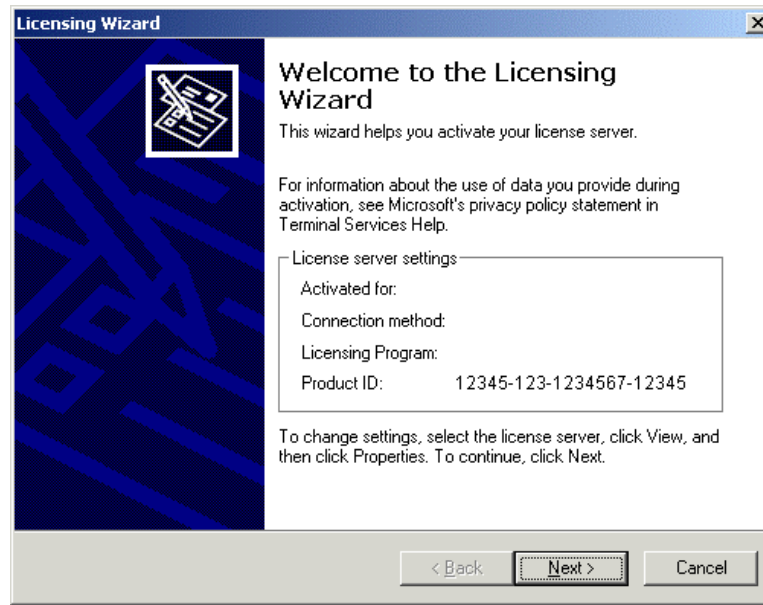 Licensing Wizard
Welcome to the Licensing
Wizard
This wizard helps you activate your license server.
For information about the use of data you provide during
activation, see Microsoft's privacy policy statement in
Terminal Services Help.
License server settings
Activated for:
Connection method:
Licensing Program:
Product ID: 12345-123-1234567-12345
To change settings, select the license server, click View, and
then click Properties. To continue, click Next.
< Back Next > Cancel